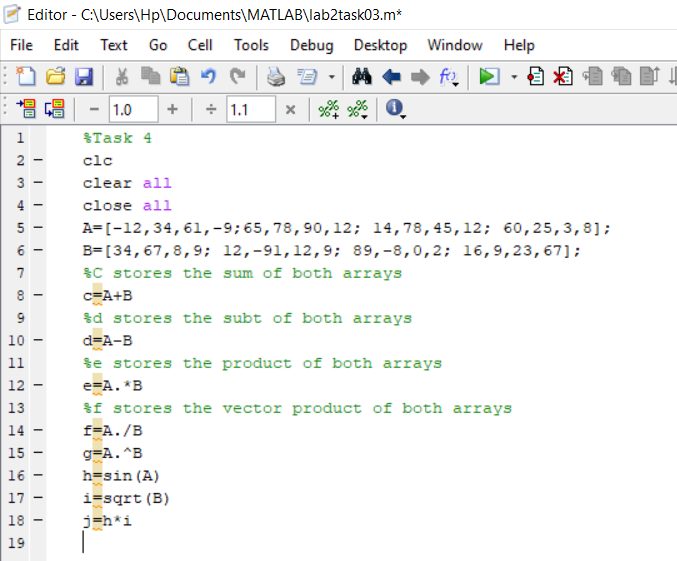 Editor - C:\Users\Hp\Documents\MATLAB\lab2task03.m*
File Edit Text Go Cell Tools Debug Desktop Window Help
- 1.0 + ÷ 1.1 ×
1 %Task 4
2 - clc
3 - clear all
4 - close all
5 - A=[-12,34,61,-9;65,78,90,12; 14,78,45,12; 60,25,3,8];
6 - B=[34,67,8,9; 12,-91,12,9; 89,-8,0,2; 16,9,23,67];
7 %C stores the sum of both arrays
8 - c=A+B
9 %d stores the subt of both arrays
10 - d=A-B
11 %e stores the product of both arrays
12 - e=A.*B
13 %f stores the vector product of both arrays
14 - f=A./B
15 - g=A.^B
16 - h=sin(A)
17 - i=sqrt(B)
18 - j=h*i
19